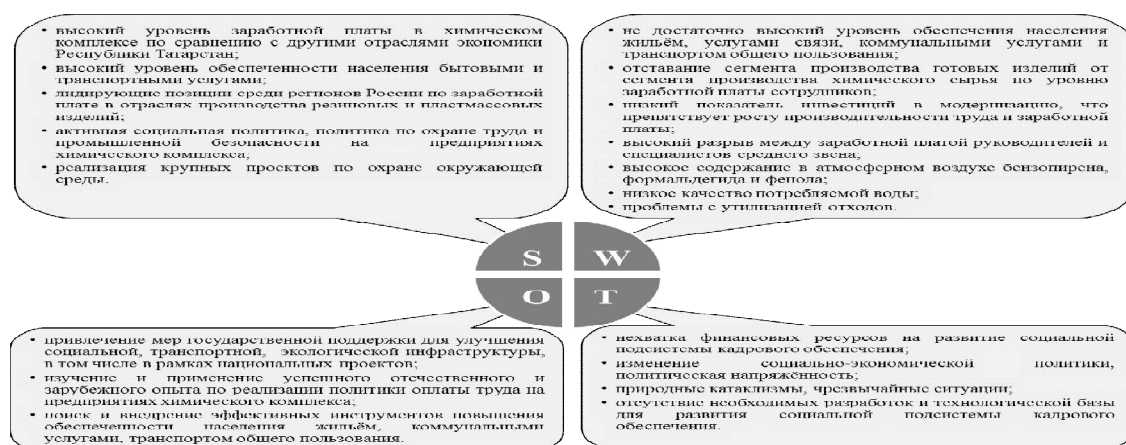 • высокий уровень заработной платы в химическом
комплексе по сравнению с другими отраслями экономики
Республики Татарстан;
• высокий уровень обеспеченности населения бытовыми и
транспортными услугами;
• лидирующие позиции среди регионов России по заработной
плате в отраслях производства резиновых и пластмассовых
изделий;
• активная социальная политика, политика по охране труда и
промышленной безопасности на предприятиях
химического комплекса;
• реализация крупных проектов по охране окружающей
среды.
• не достаточно высокий уровень обеспечения населения
жильём, услугами связи, коммунальными услугами и
транспортом общего пользования;
• отставание сегмента производства готовых изделий от
сегмента производства химического сырья по уровню
заработной платы сотрудников;
• низкий показатель инвестиций в модернизацию, что
препятствует росту производительности труда и заработной
платы;
• высокий разрыв между заработной платой руководителей и
специалистов среднего звена;
• высокое содержание в атмосферном воздухе бензопирена,
формальдегида и фенола;
• низкое качество потребляемой воды;
• проблемы с утилизацией отходов.
S W
O T
• привлечение мер государственной поддержки для улучшения
социальной, транспортной, экологической инфраструктуры,
в том числе в рамках национальных проектов;
• изучение и применение успешного отечественного и
зарубежного опыта по реализации политики оплаты труда на
предприятиях химического комплекса;
• поиск и внедрение эффективных инструментов повышения
обеспеченности населения жильём, коммунальными
услугами, транспортом общего пользования.
• нехватка финансовых ресурсов на развитие социальной
подсистемы кадрового обеспечения;
• изменение социально-экономической политики,
политическая напряжённость;
• природные катаклизмы, чрезвычайные ситуации;
• отсутствие необходимых разработок и технологической базы
для развития социальной подсистемы кадрового
обеспечения.